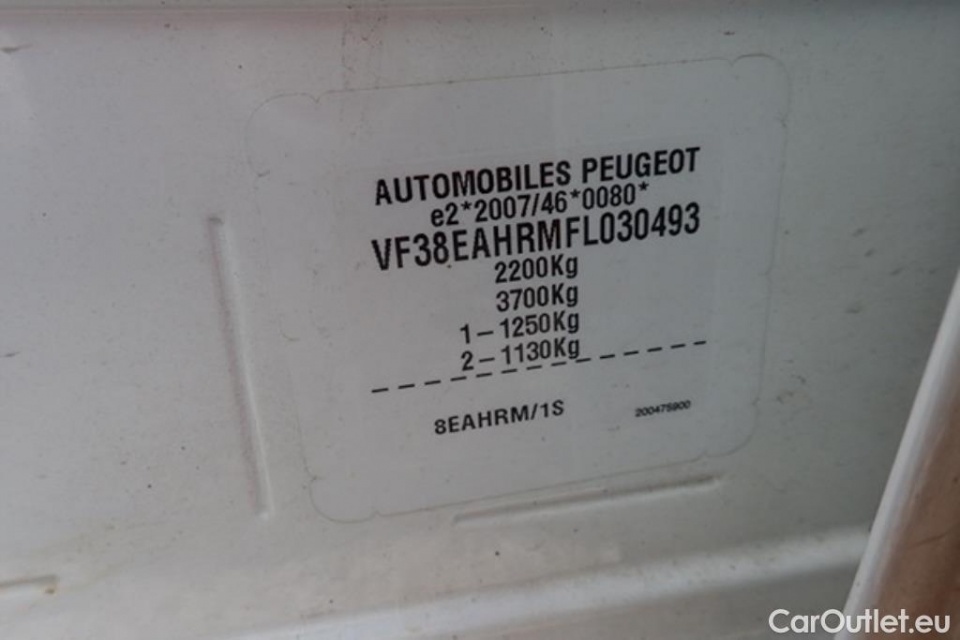 AUTOMOBILES PEUGEOT
e2*2007/46*0080*
VF38EAHRMFL030493
2200Kg
3700Kg
1-1250Kg
2-1130Kg
8EAHRM/1S
200475900
CarOutlet.eu